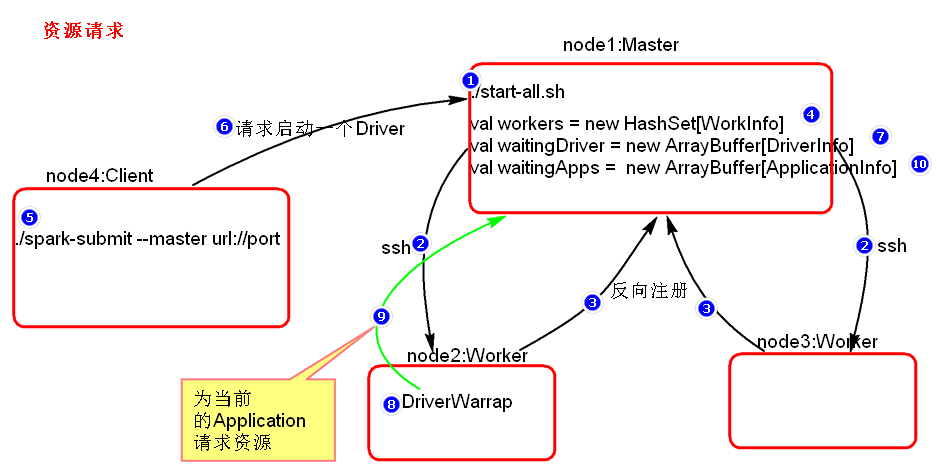 资源请求
node1:Master
1
./start-all.sh
4
val workers = new HashSet[WorkInfo]
7
val waitingDriver = new ArrayBuffer[DriverInfo]
val waitingApps = new ArrayBuffer[ApplicationInfo]
10
6 请求启动一个Driver
node4:Client
5
./spark-submit --master url://port
ssh 2
2 ssh
3 反向注册
3
9
node2:Worker
node3:Worker
8 DriverWarrap
为当前
的Application
请求资源